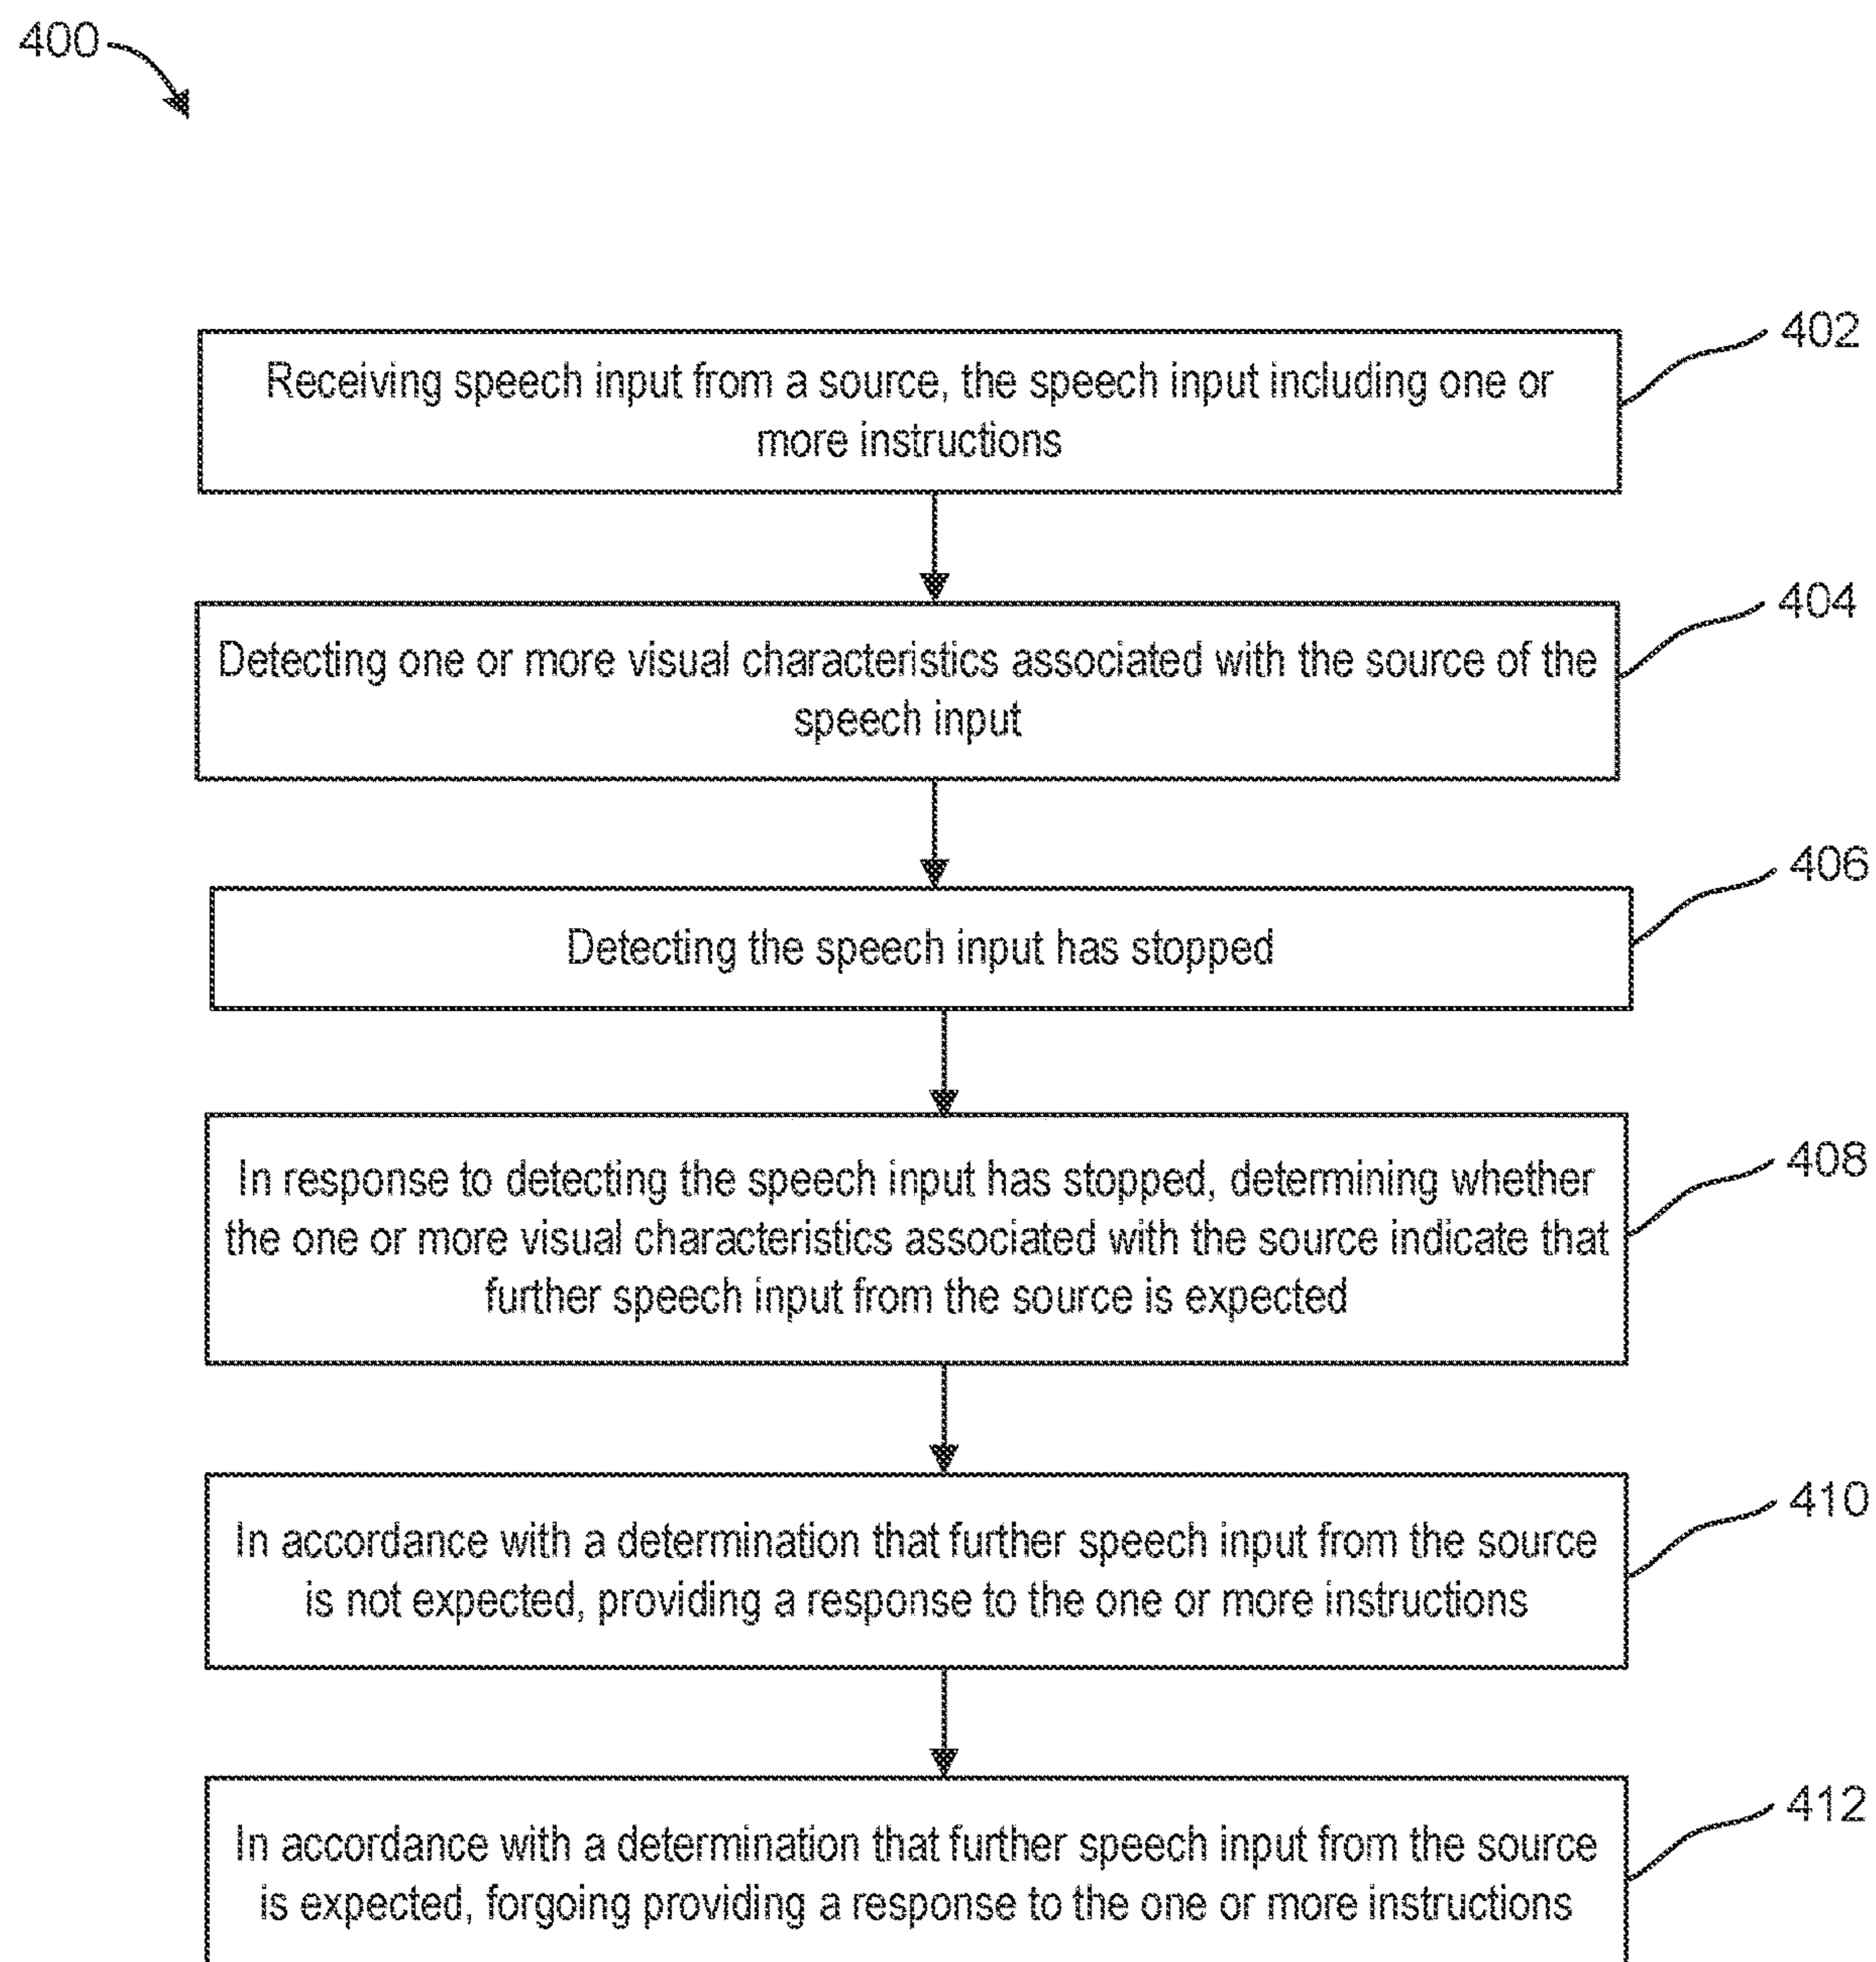 400
402
Receiving speech input from a source, the speech input including one or
more instructions
404
Detecting one or more visual characteristics associated with the source of the
speech input
406
Detecting the speech input has stopped
408
In response to detecting the speech input has stopped, determining whether
the one or more visual characteristics associated with the source indicate that
further speech input from the source is expected
410
In accordance with a determination that further speech input from the source
is not expected, providing a response to the one or more instructions
412
In accordance with a determination that further speech input from the source
is expected, forgoing providing a response to the one or more instructions